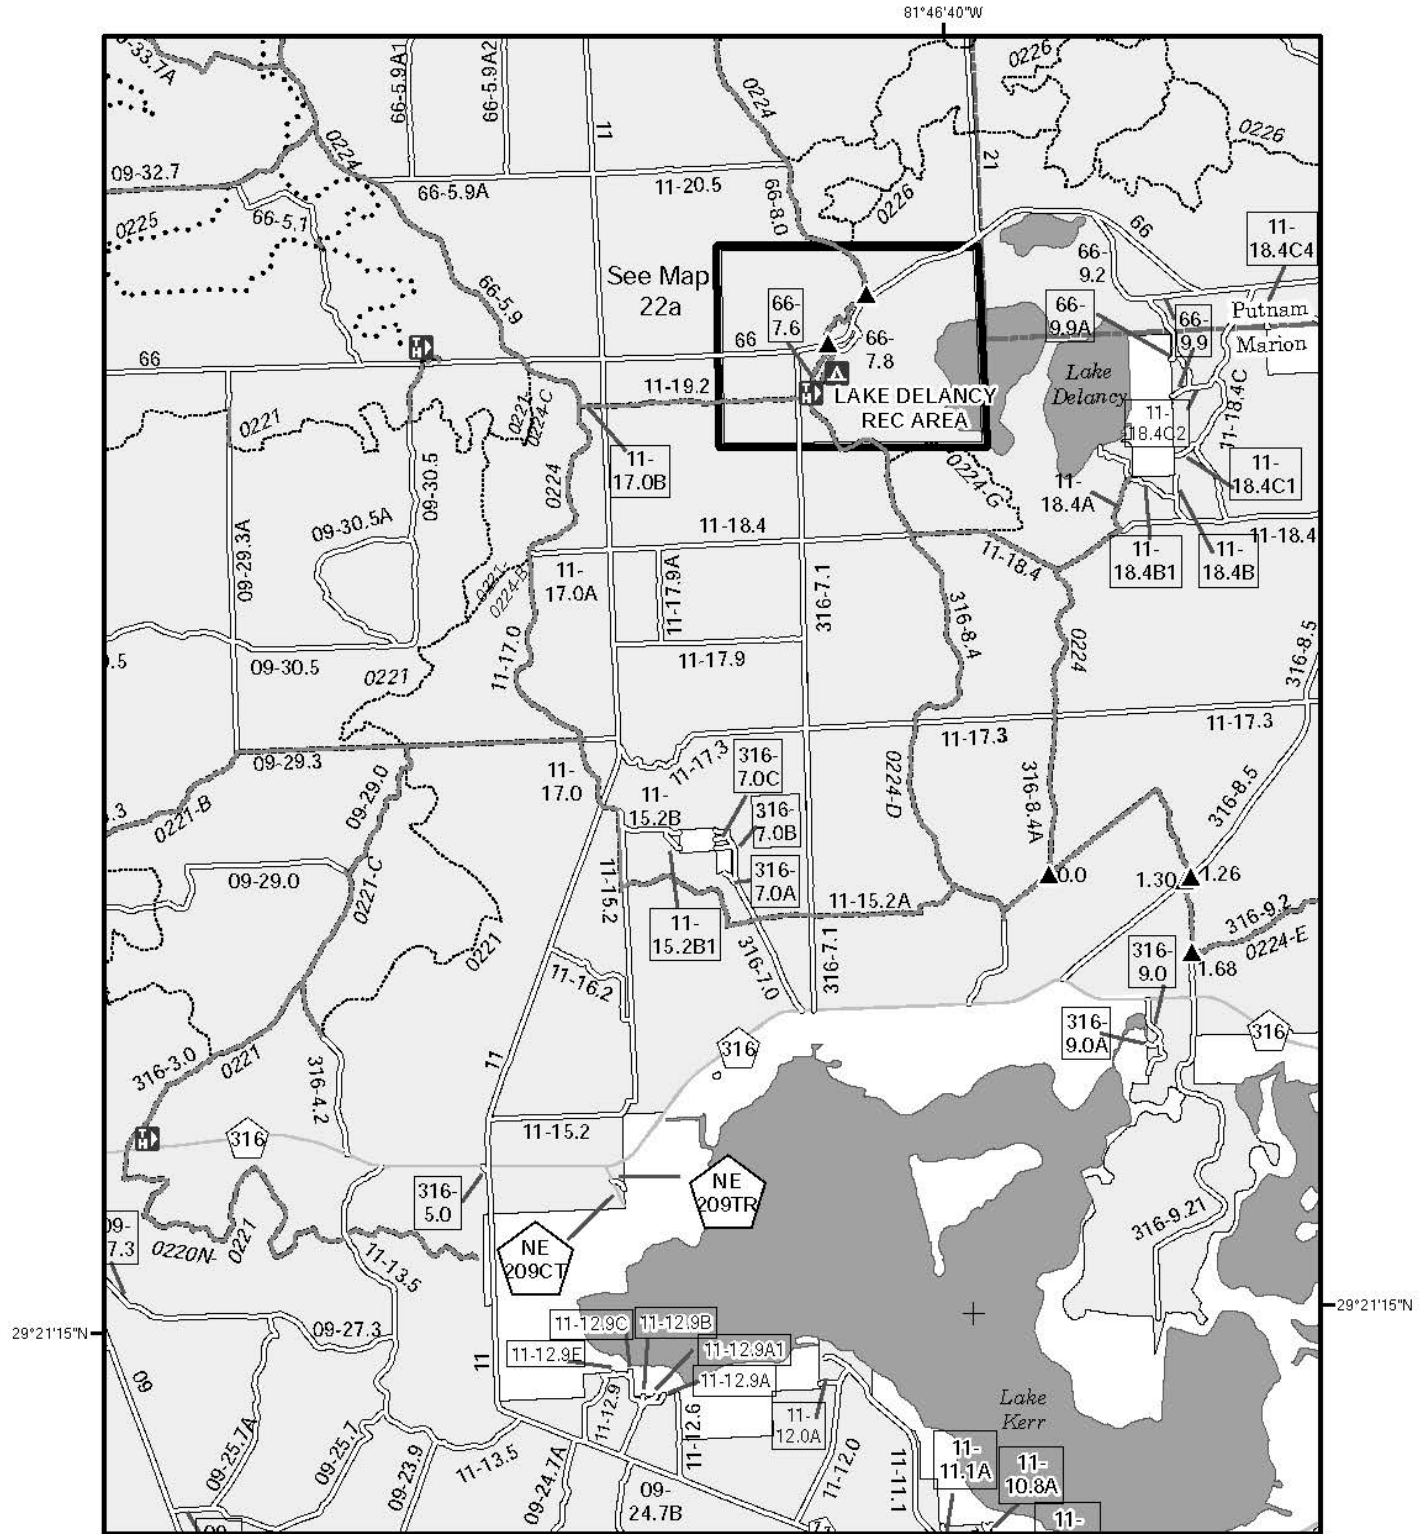 81°46'40"W
-33.7A
66-5.9A1
66-5.9A2
11
0224
0226
21
0226
0224
09-32.7
66-5.9A
11-20.5
66-8.0
0226
0225
66-5.1
66
11-
18.4C4
66-
9.2
66-5.9
See Map
22a
66-
7.6
66-
9.9A
66-
9.9
Putnam
Marion
66
TH
66
66-
7.8
Lake
Delancy
11-19.2
TH
LAKE DELANCY
REC AREA
0221
0221-
0224-C
11-
18.4C2
11-18.4C
09-30.5
0224
11-
17.0B
0224-G
11-
18.4A
11-
18.4C1
09-29.3A
09-30.5A
11-18.4
11-18.4
11-
18.4B1
11-
18.4B
11-18.4
0221-
0224-B
11-
17.0A
11-17.9A
316-7.1
316-8.4
0224
316-8.5
.5
09-30.5
0221
11-17.0
11-17.9
11-17.3
11-17.3
09-29.3
11-17.3
316-
7.0C
0224-D
316-8.4A
316-8.5
.3
0221-B
09-29.0
11-
17.0
11-
15.2B
316-
7.0B
09-29.0
0221-C
11-15.2
316-
7.0A
11-15.2A
0.0
1.30
1.26
316-9.2
0224-E
0221
11-
15.2B1
316-7.0
316-7.1
316-
9.0
1.68
11-16.2
316-
9.0A
316
316
316-3.0
0221
316-4.2
11
TH
316
11-15.2
316-
5.0
NE
209TR
09-
7.3
0220N-
0221
11-13.5
NE
209CT
316-9.21
29°21'15"N
29°21'15"N
09-27.3
11-12.9C
11-12.9B
11-12.9E
11-12.9A1
11-12.9A
09
11
11-12.9
11-12.6
11-
12.0A
Lake
Kerr
09-25.7A
09-25.7
09-23.9
11-13.5
09-24.7A
09-
24.7B
11-12.0
11-11.1
11-
11.1A
11-
10.8A
11-
09-